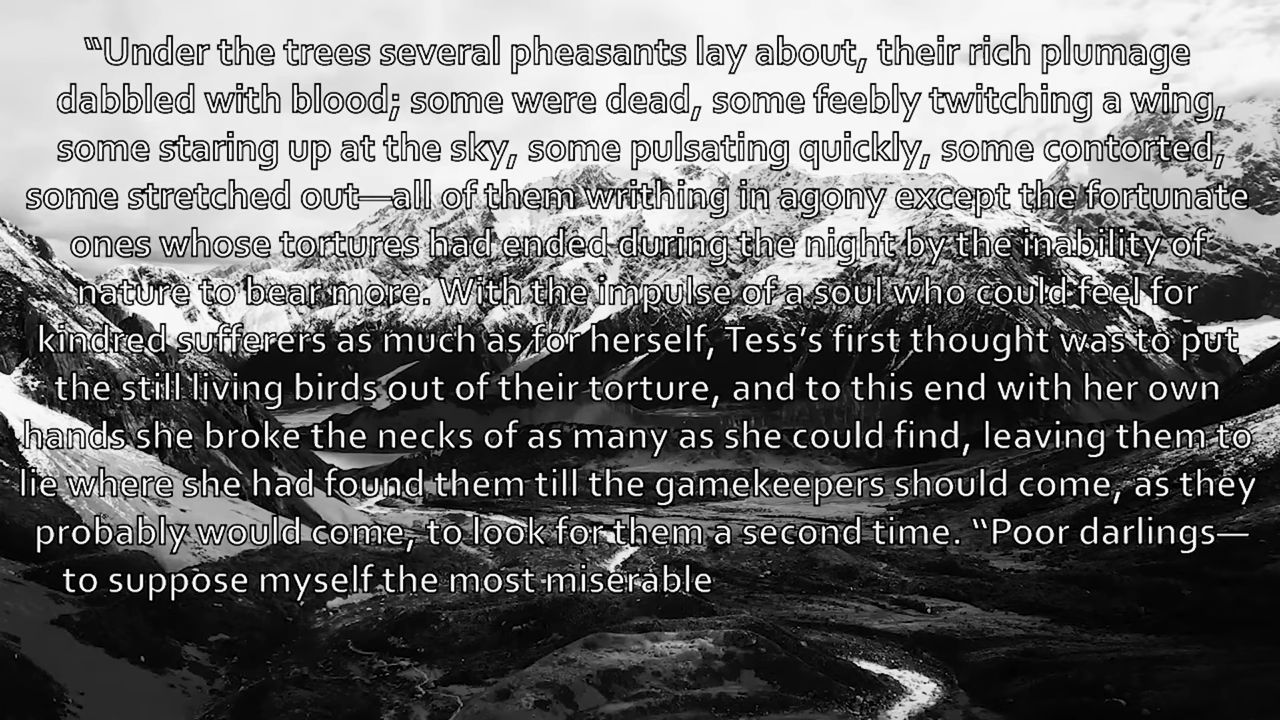 “Under the trees several pheasants lay about, their rich plumage
dabbled with blood; some were dead, some feebly twitching a wing,
some staring up at the sky, some pulsating quickly, some contorted,
some stretched out—all of them writhing in agony except the fortunate
ones whose tortures had ended during the night by the inability of
nature to bear more. With the impulse of a soul who could feel for
kindred sufferers as much as for herself, Tess’s first thought was to put
the still living birds out of their torture, and to this end with her own
hands she broke the necks of as many as she could find, leaving them to
lie where she had found them till the gamekeepers should come, as they
probably would come, to look for them a second time. “Poor darlings—
to suppose myself the most miserable